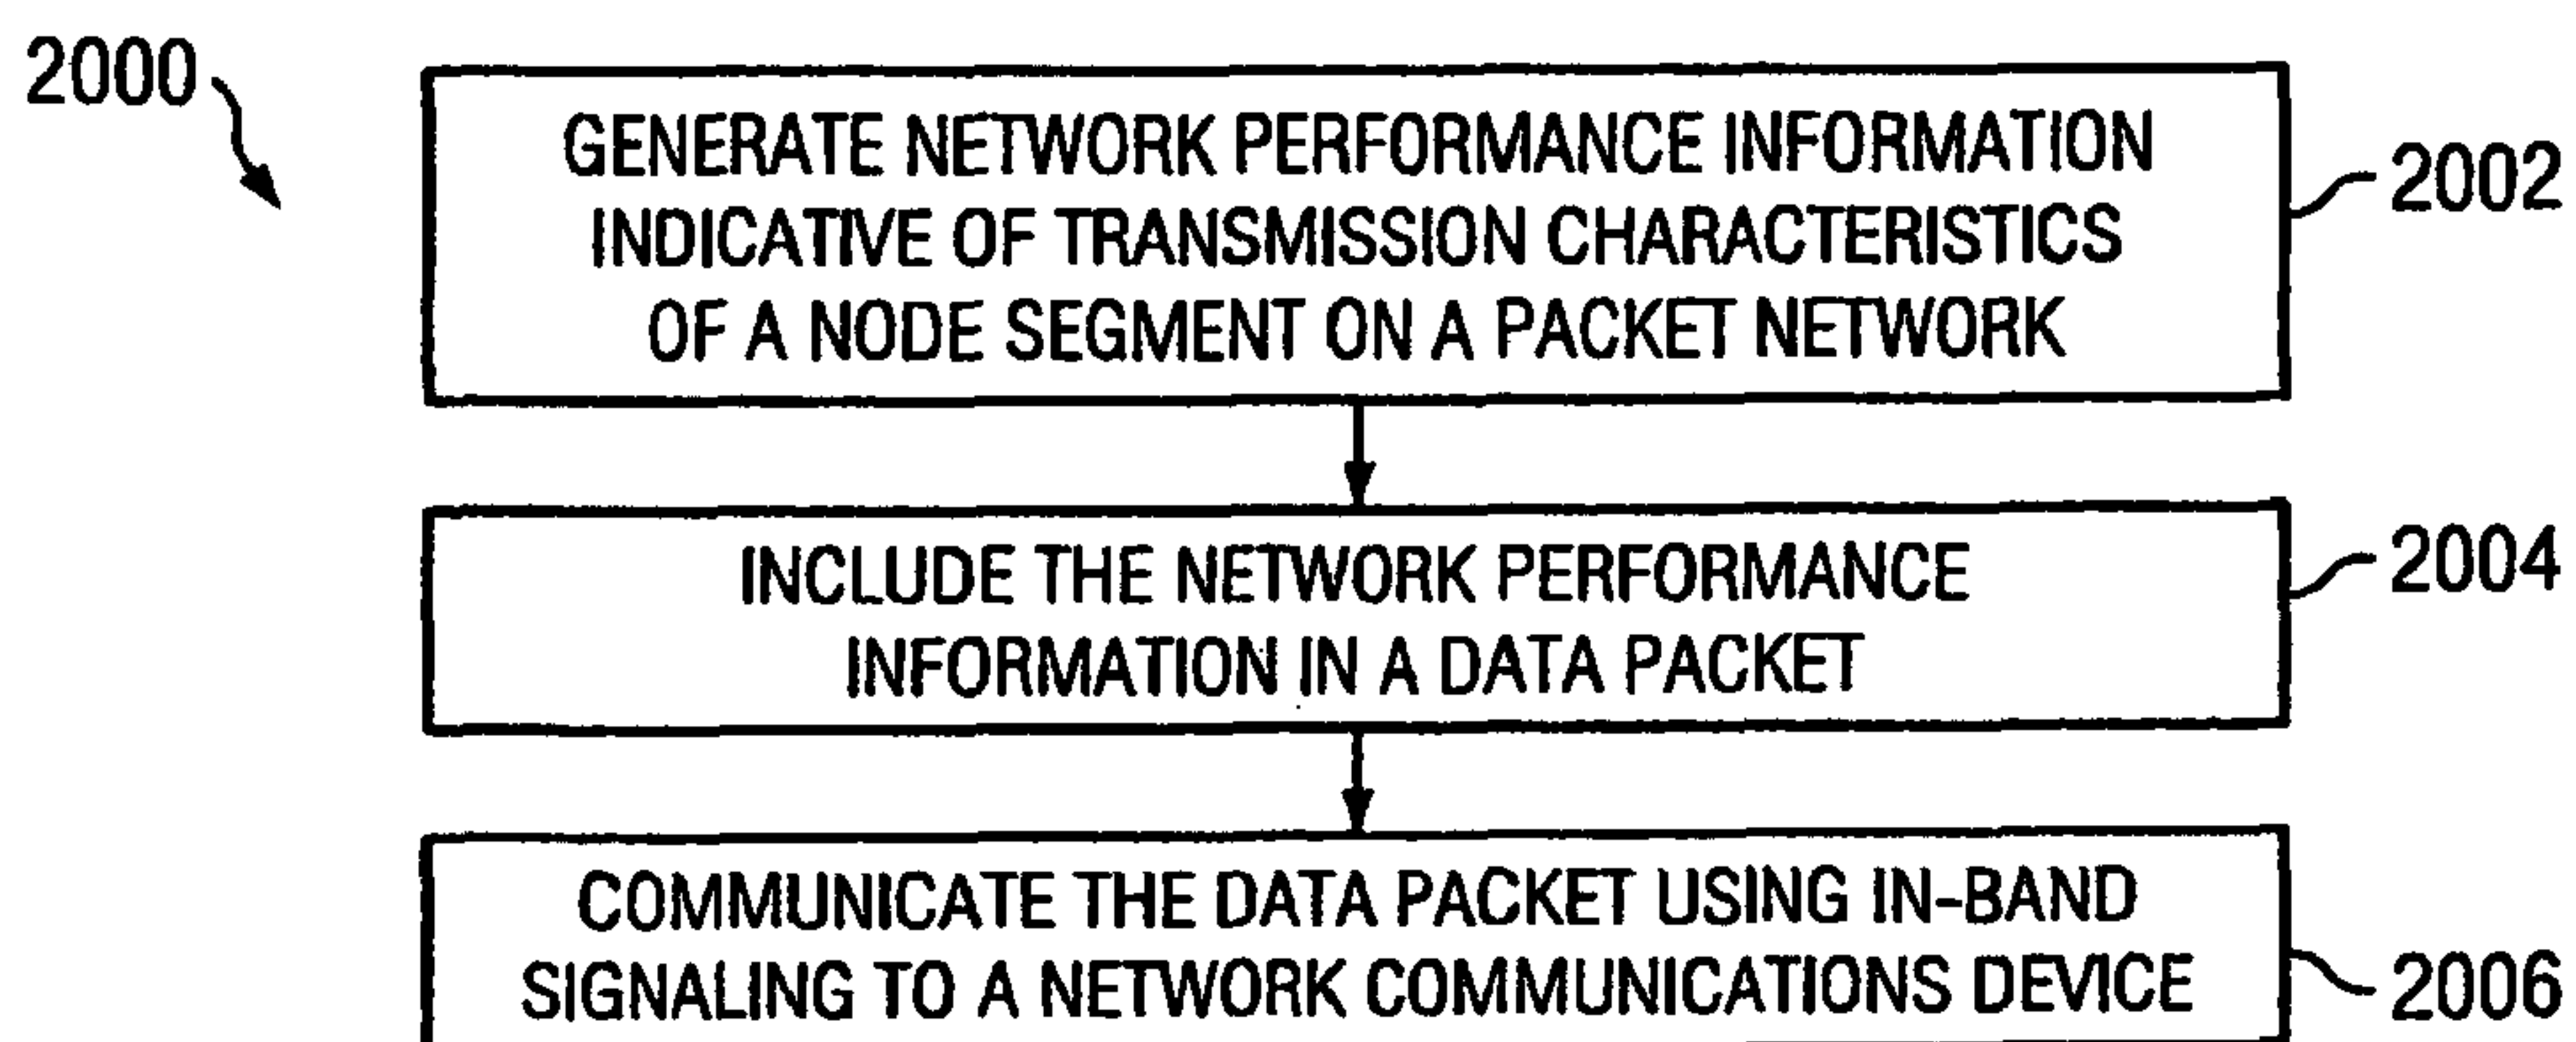 2000
GENERATE NETWORK PERFORMANCE INFORMATION
INDICATIVE OF TRANSMISSION CHARACTERISTICS
OF A NODE SEGMENT ON A PACKET NETWORK
2002
INCLUDE THE NETWORK PERFORMANCE
INFORMATION IN A DATA PACKET
2004
COMMUNICATE THE DATA PACKET USING IN-BAND
SIGNALING TO A NETWORK COMMUNICATIONS DEVICE
2006